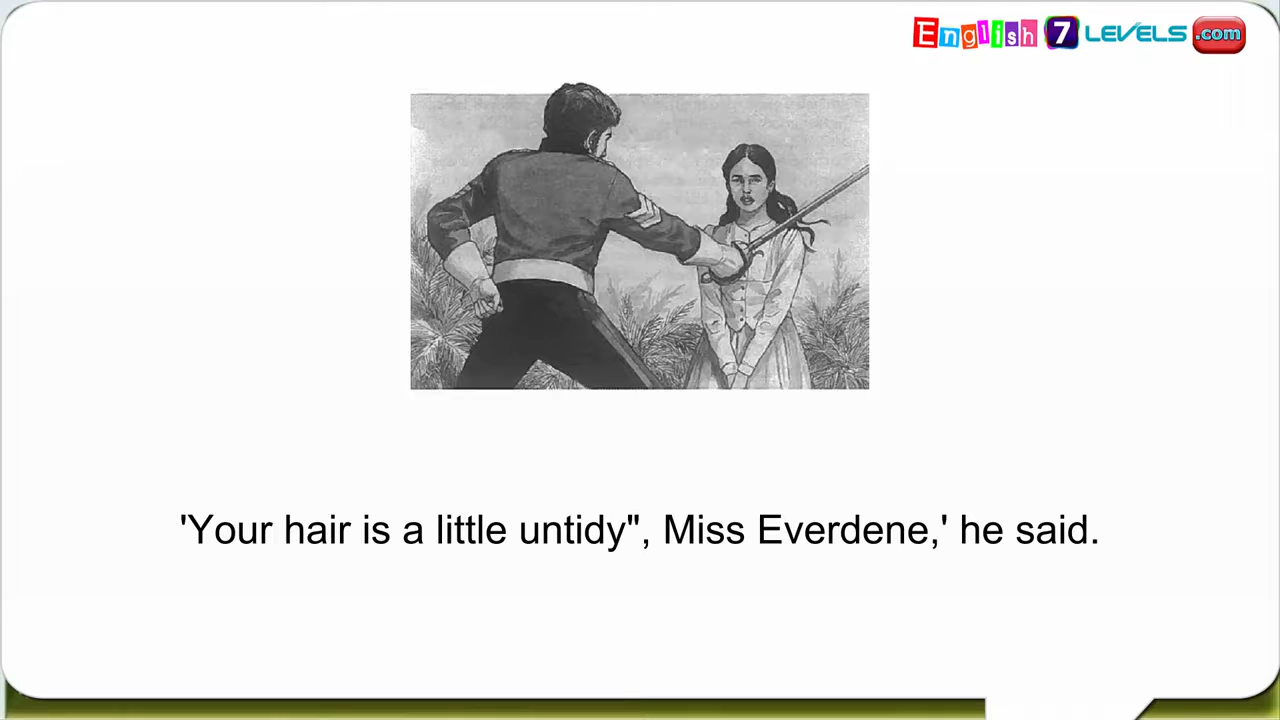 English 7 LEVELS .com
'Your hair is a little untidy", Miss Everdene,' he said.